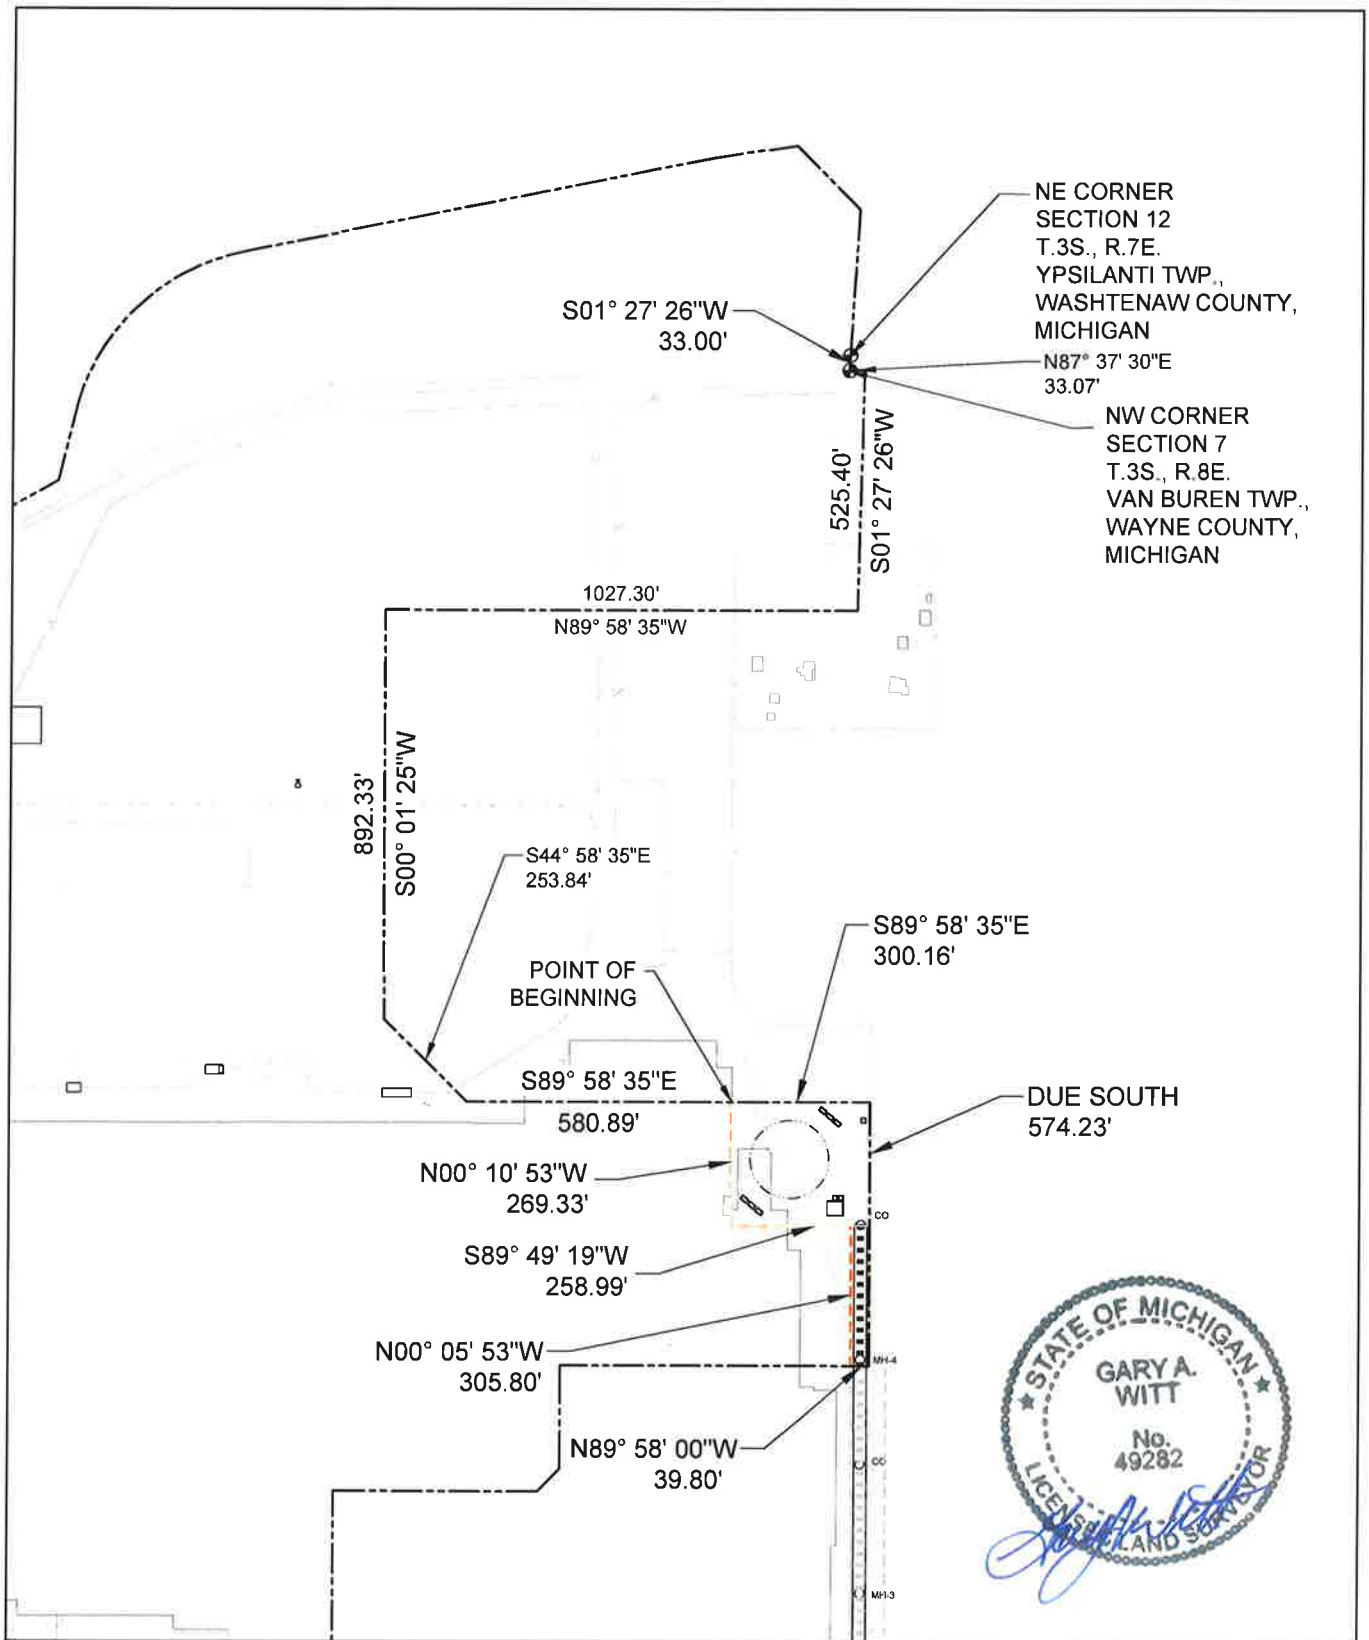 NE CORNER
SECTION 12
T.3S., R.7E.
YPSILANTI TWP.,
WASHTENAW COUNTY,
MICHIGAN
S01° 27' 26"W
33.00'
N87° 37' 30"E
33.07'
NW CORNER
SECTION 7
T.3S., R.8E.
VAN BUREN TWP.,
WAYNE COUNTY,
MICHIGAN
525.40'
S01° 27' 26"W
1027.30'
N89° 58' 35"W
892.33'
S00° 01' 25"W
S44° 58' 35"E
253.84'
S89° 58' 35"E
300.16'
POINT OF
BEGINNING
S89° 58' 35"E
580.89'
DUE SOUTH
574.23'
N00° 10' 53"W
269.33'
CO
S89° 49' 19"W
258.99'
N00° 05' 53"W
305.80'
MH-4
N89° 58' 00"W
39.80'
CO
MH-3
STATE OF MICHIGAN
GARY A.
WITT
No.
49282
LICENSED LAND SURVEYOR